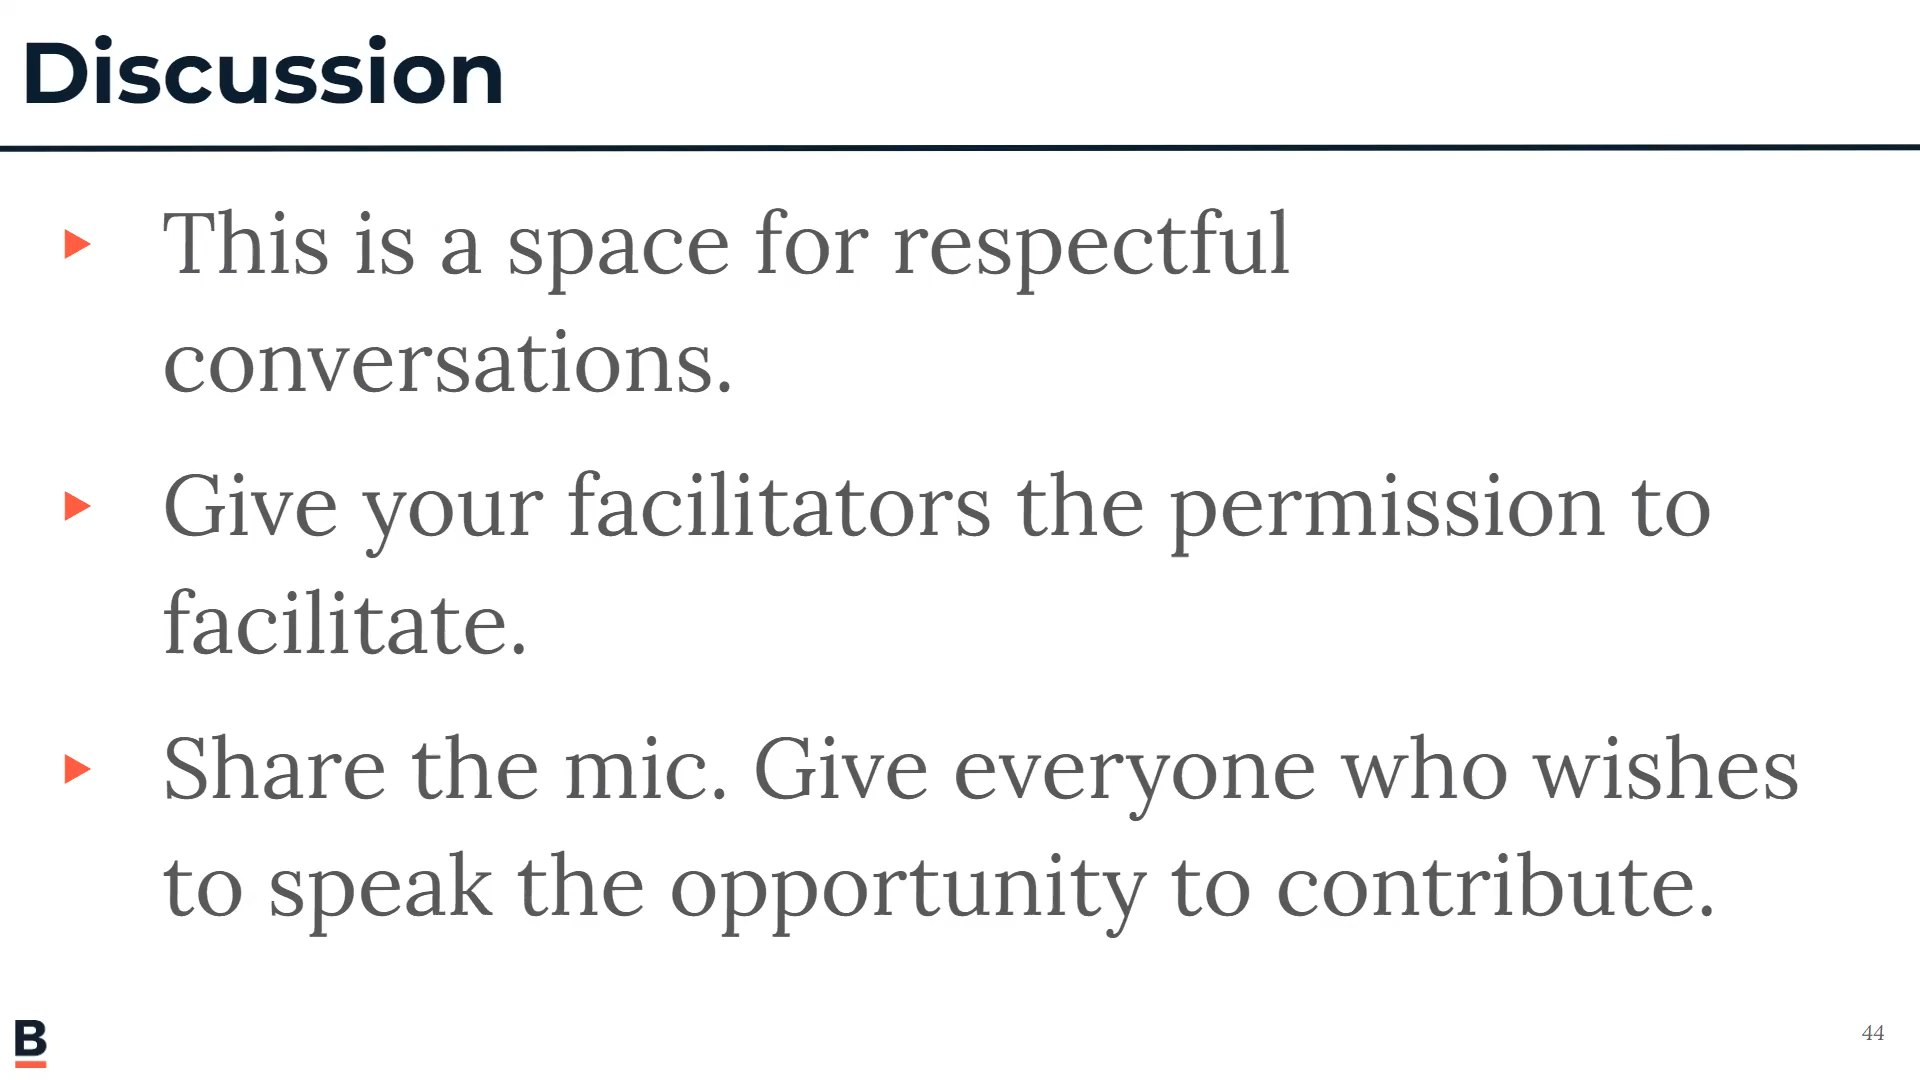 Discussion
This is a space for respectful
conversations.
Give your facilitators the permission to
facilitate.
Share the mic. Give everyone who wishes
to speak the opportunity to contribute.
B
44